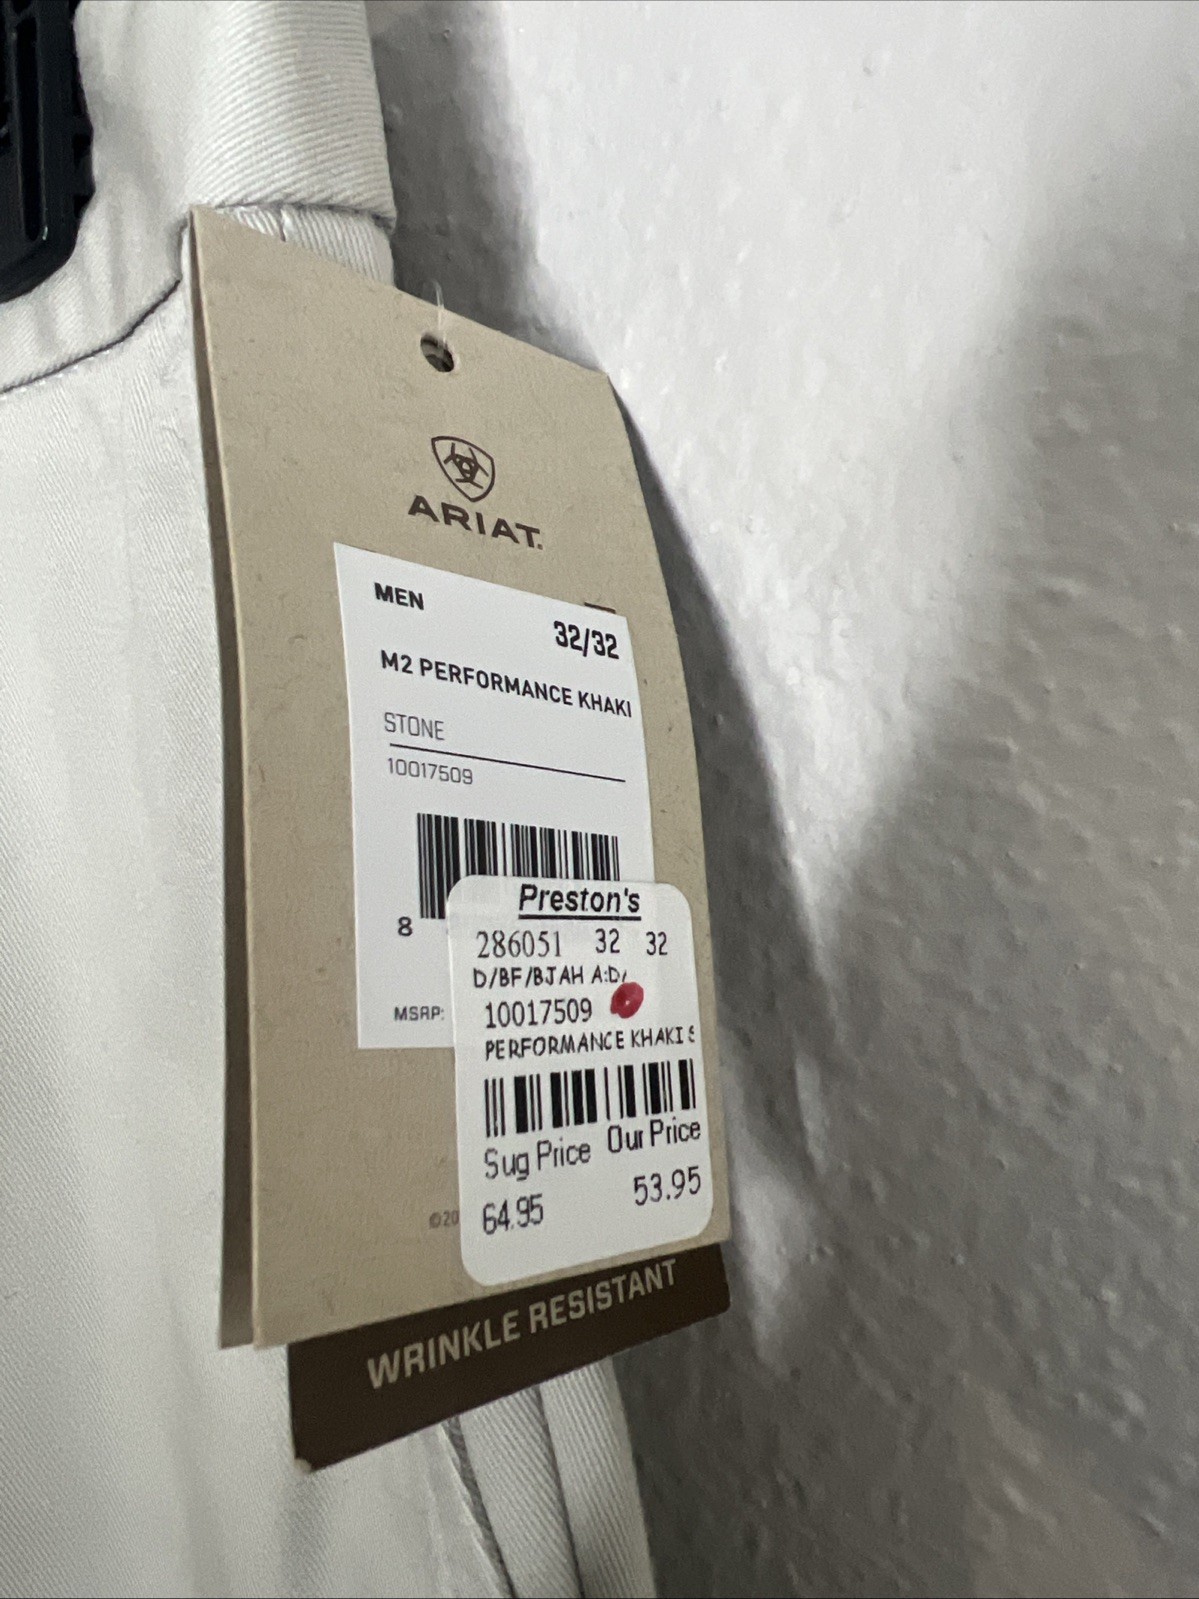 ARIAT
MEN
32/32
M2 PERFORMANCE KHAKI
STONE
10017509
8
MSRP:
Preston's
286051 32 32
D/BF/BJAH A:D/
10017509
PERFORMANCE KHAKI S
Sug Price Our Price
64.95 53.95
©20
WRINKLE RESISTANT